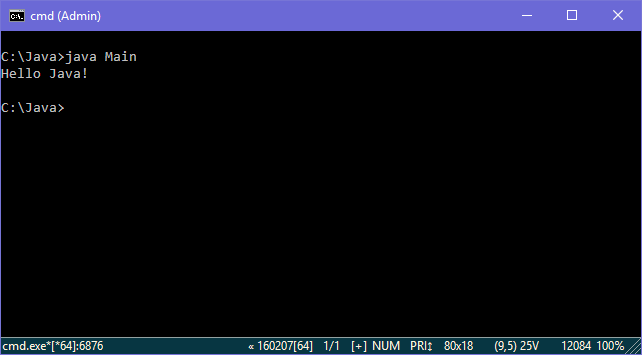 cmd (Admin)
C:\Java>java Main
Hello Java!
C:\Java>
cmd.exe*[*64]:6876 « 160207[64] 1/1 [+] NUM PRI↕ 80x18 (9,5) 25V 12084 100%